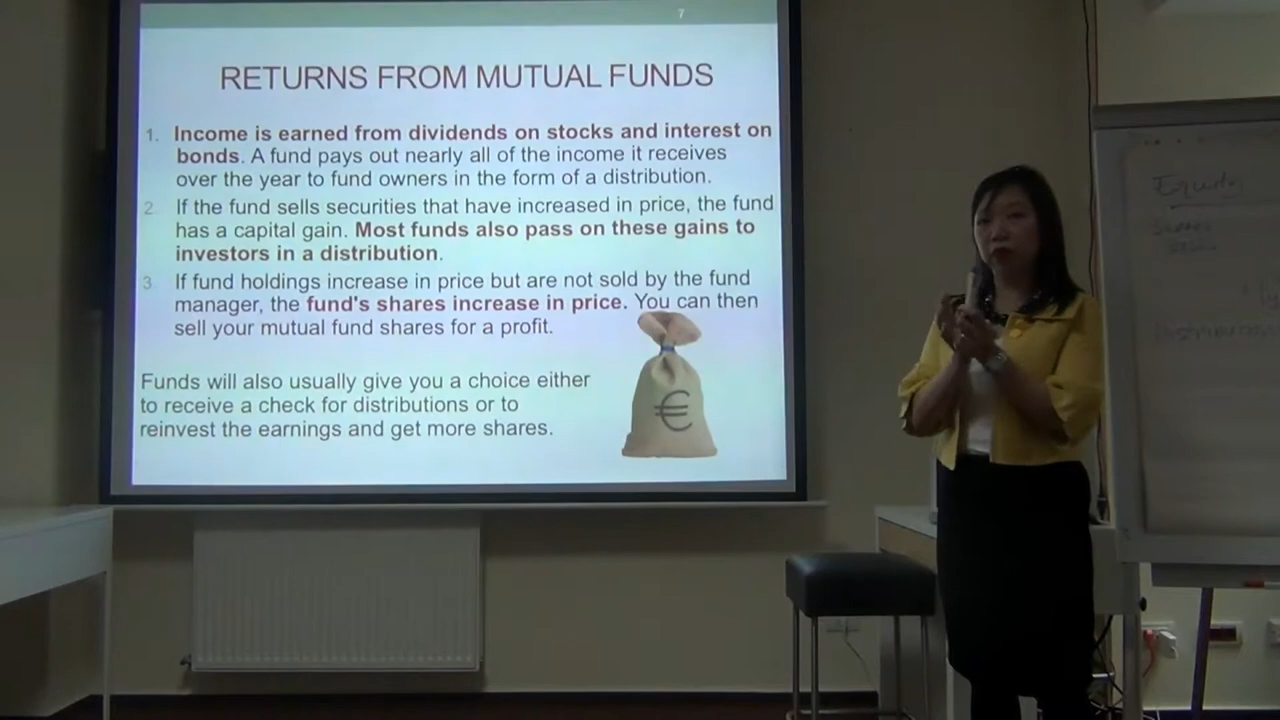 7
RETURNS FROM MUTUAL FUNDS
1. Income is earned from dividends on stocks and interest on
bonds. A fund pays out nearly all of the income it receives
over the year to fund owners in the form of a distribution.
2. If the fund sells securities that have increased in price, the fund
has a capital gain. Most funds also pass on these gains to
investors in a distribution.
3. If fund holdings increase in price but are not sold by the fund
manager, the fund's shares increase in price. You can then
sell your mutual fund shares for a profit.
Funds will also usually give you a choice either
to receive a check for distributions or to
reinvest the earnings and get more shares.
€